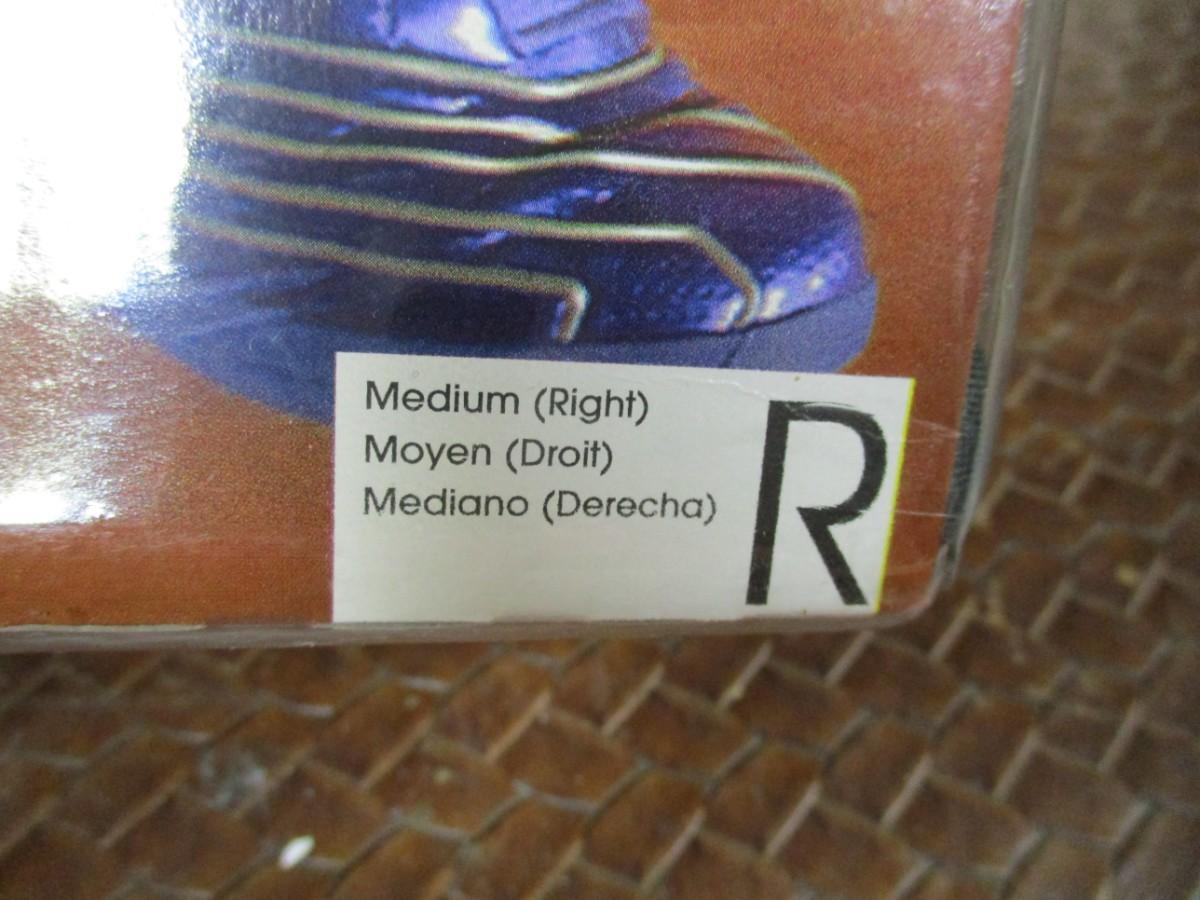 Medium (Right)
Moyen (Droit)
Mediano (Derecha)
R